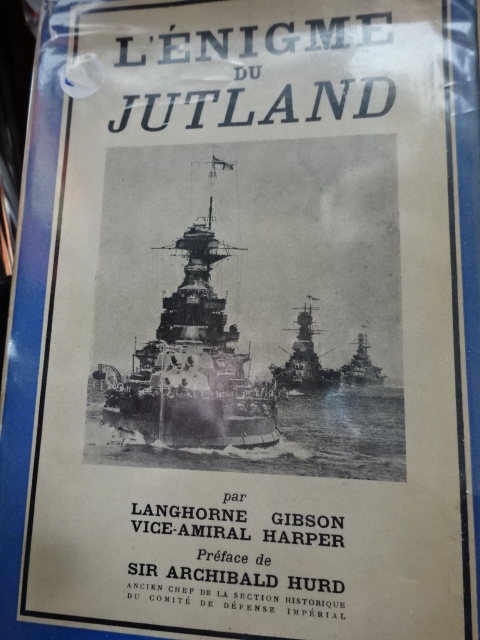 L'ÉNIGME
DU
JUTLAND
par
LANGHORNE GIBSON
VICE-AMIRAL HARPER
Préface de
SIR ARCHIBALD HURD
ANCIEN CHEF DE LA SECTION HISTORIQUE
DU COMITÉ DE DÉFENSE IMPÉRIAL